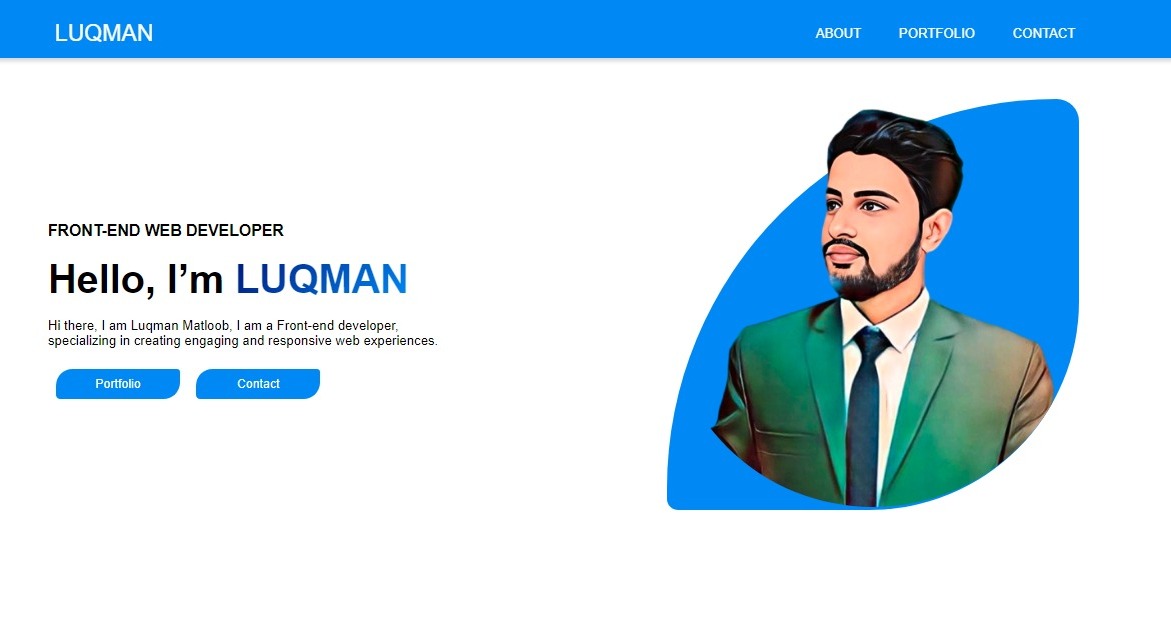 LUQMAN
ABOUT PORTFOLIO CONTACT
FRONT-END WEB DEVELOPER
Hello, I’m LUQMAN
Hi there, I am Luqman Matloob, I am a Front-end developer,
specializing in creating engaging and responsive web experiences.
Portfolio Contact